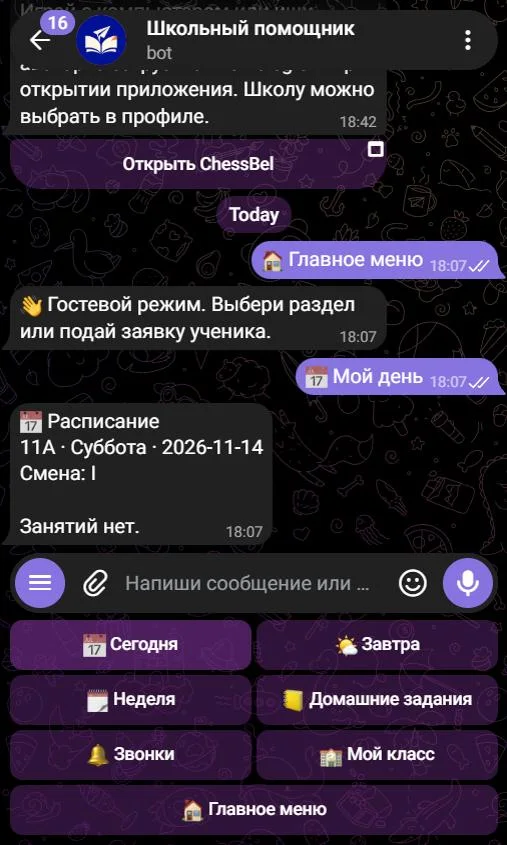 16
Школьный помощник
bot
открытии приложения. Школу можно
выбрать в профиле.
18:42
Открыть ChessBel
Today
🏠 Главное меню 18:07
👋 Гостевой режим. Выбери раздел
или подай заявку ученика.
18:07
📅 Мой день 18:07
📅 Расписание
11А · Суббота · 2026-11-14
Смена: I
Занятий нет.
18:07
Напиши сообщение или ...
17 Сегодня
🌤 Завтра
🗓 Неделя
📒 Домашние задания
🔔 Звонки
🏫 Мой класс
🏠 Главное меню